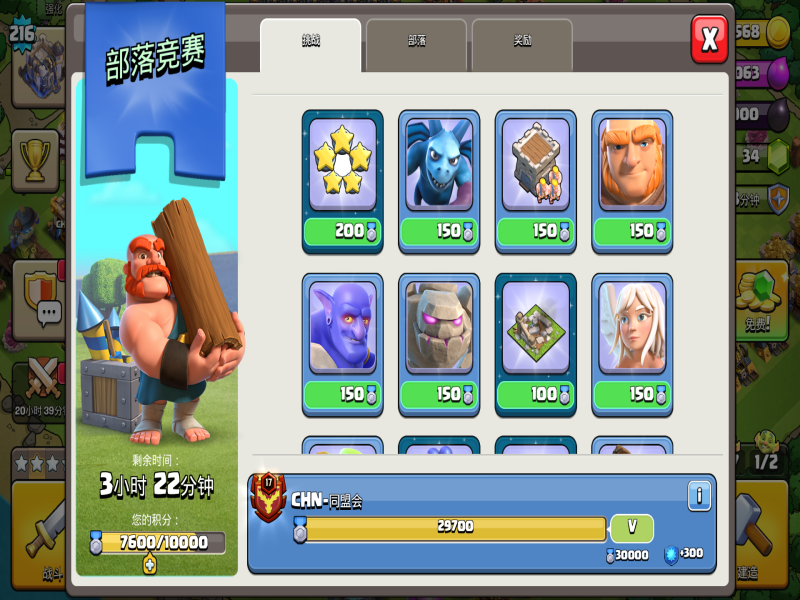 强化
216
部落竞赛
挑战
部落
奖励
X
568
063
000
34
200
150
150
150
150
150
100
150
免费!
20小时 39分
剩余时间：
3小时 22分钟
您的积分：
7600/10000
17
CHN-同盟会
i
29700
V
30000
+300
1/2
战斗
建造